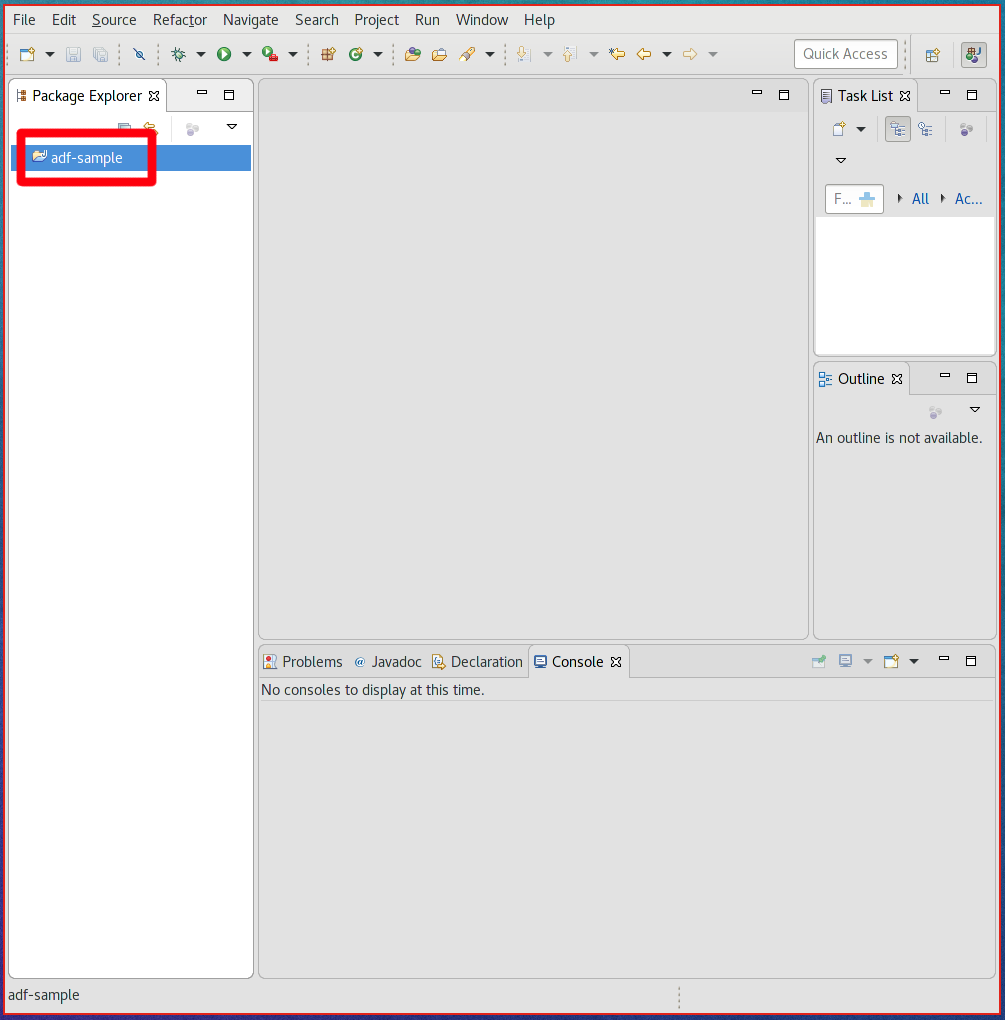 File Edit Source Refactor Navigate Search Project Run Window Help
Quick Access
Package Explorer
adf-sample
Task List
F... All Ac...
Outline
An outline is not available.
Problems @ Javadoc Declaration Console
No consoles to display at this time.
adf-sample